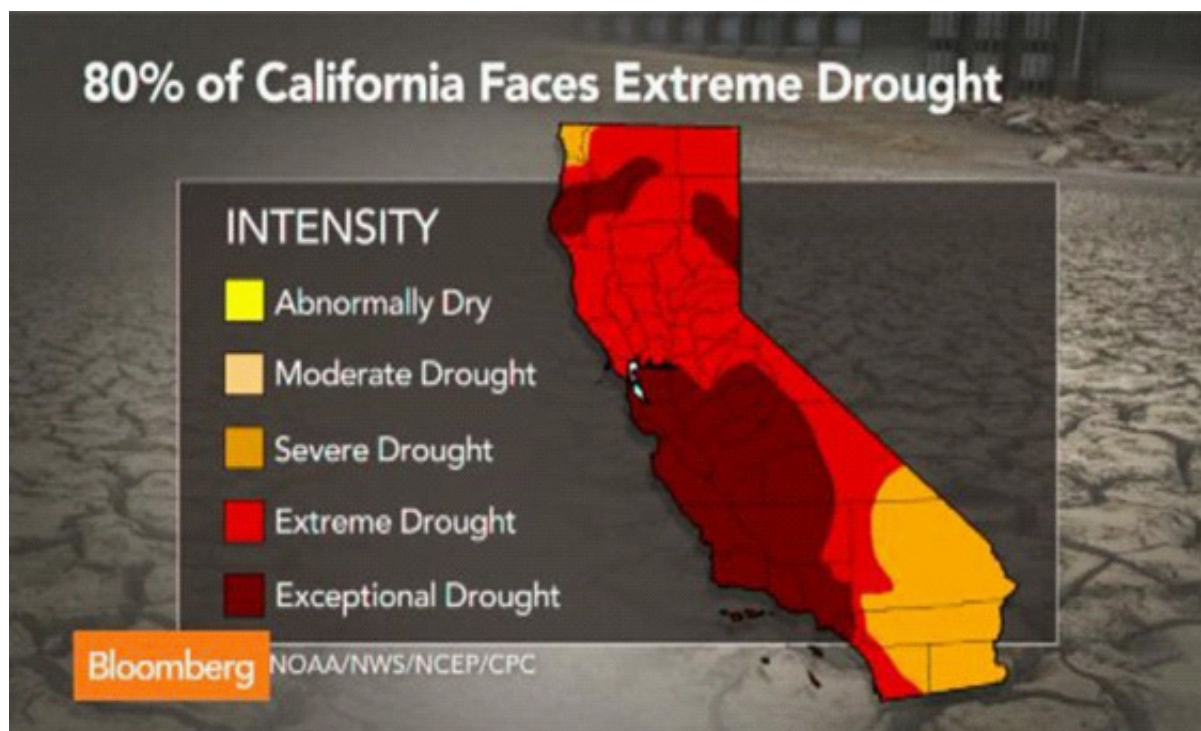 80% of California Faces Extreme Drought
INTENSITY
Abnormally Dry
Moderate Drought
Severe Drought
Extreme Drought
Exceptional Drought
Bloomberg
NOAA/NWS/NCEP/CPC